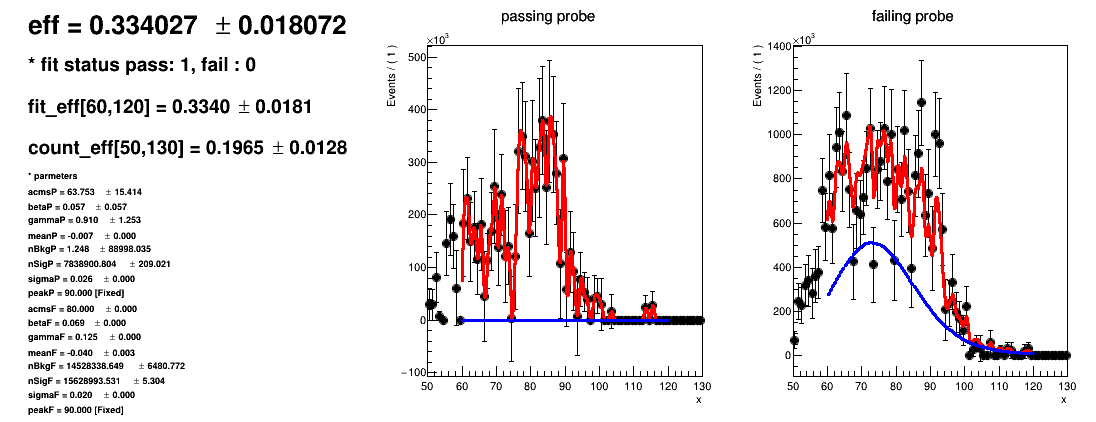 eff = 0.334027 ± 0.018072
* fit status pass: 1, fail : 0
fit_eff[60,120] = 0.3340 ± 0.0181
count_eff[50,130] = 0.1965 ± 0.0128
* parmeters
acmsP = 63.753 ± 15.414
betaP = 0.057 ± 0.057
gammaP = 0.910 ± 1.253
meanP = -0.007 ± 0.000
nBkgP = 1.248 ± 88998.035
nSigP = 7838900.804 ± 209.021
sigmaP = 0.026 ± 0.000
peakP = 90.000 [Fixed]
acmsF = 80.000 ± 0.000
betaF = 0.069 ± 0.000
gammaF = 0.125 ± 0.000
meanF = -0.040 ± 0.003
nBkgF = 14528338.649 ± 6480.772
nSigF = 15628993.531 ± 5.304
sigmaF = 0.020 ± 0.000
peakF = 90.000 [Fixed]
passing probe
×10³
Events / ( 1 )
500
400
300
200
100
0
−100
50 60 70 80 90 100 110 120 130
x
failing probe
×10³
Events / ( 1 )
1400
1200
1000
800
600
400
200
0
50 60 70 80 90 100 110 120 130
x